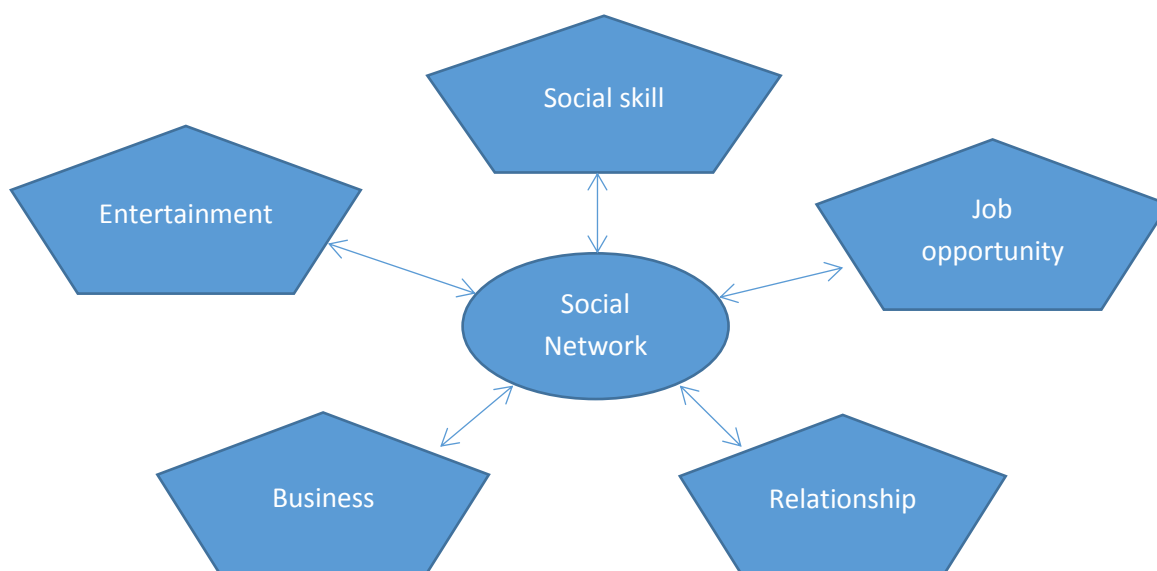 Social skill
Entertainment
Job
opportunity
Social
Network
Business
Relationship